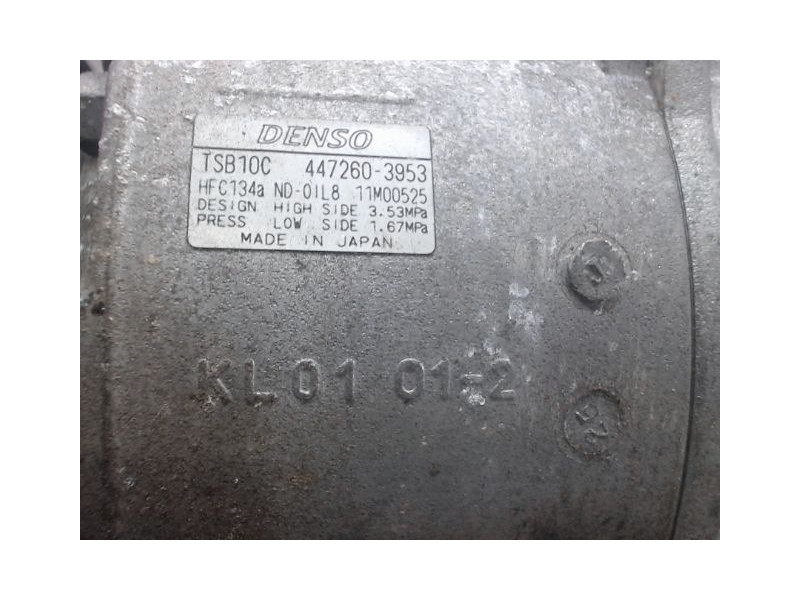 DENSO
TSB10C 447260-3953
HFC134a ND-OIL8 11M00525
DESIGN HIGH SIDE 3.53MPa
PRESS LOW SIDE 1.67MPa
MADE IN JAPAN
KL01 01-2